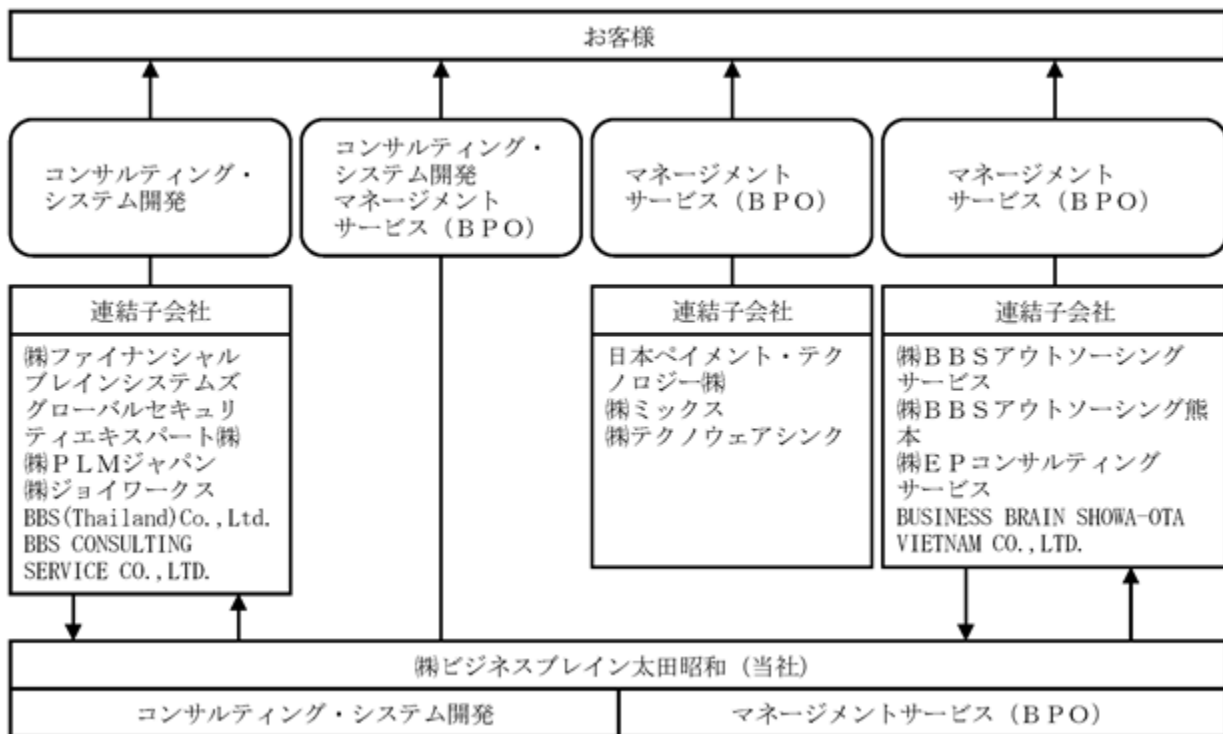 お客様
コンサルティング・
システム開発
コンサルティング・
システム開発
マネージメント
サービス（ＢＰＯ）
マネージメント
サービス（ＢＰＯ）
マネージメント
サービス（ＢＰＯ）
連結子会社
㈱ファイナンシャル
ブレインシステムズ
グローバルセキュリ
ティエキスパート㈱
㈱ＰＬＭジャパン
㈱ジョイワークス
BBS(Thailand)Co.,Ltd.
BBS CONSULTING
SERVICE CO.,LTD.
連結子会社
日本ペイメント・テク
ノロジー㈱
㈱ミックス
㈱テクノウェアシンク
連結子会社
㈱ＢＢＳアウトソーシング
サービス
㈱ＢＢＳアウトソーシング熊
本
㈱ＥＰコンサルティング
サービス
BUSINESS BRAIN SHOWA-OTA
VIETNAM CO.,LTD.
㈱ビジネスブレイン太田昭和（当社）
コンサルティング・システム開発
マネージメントサービス（ＢＰＯ）